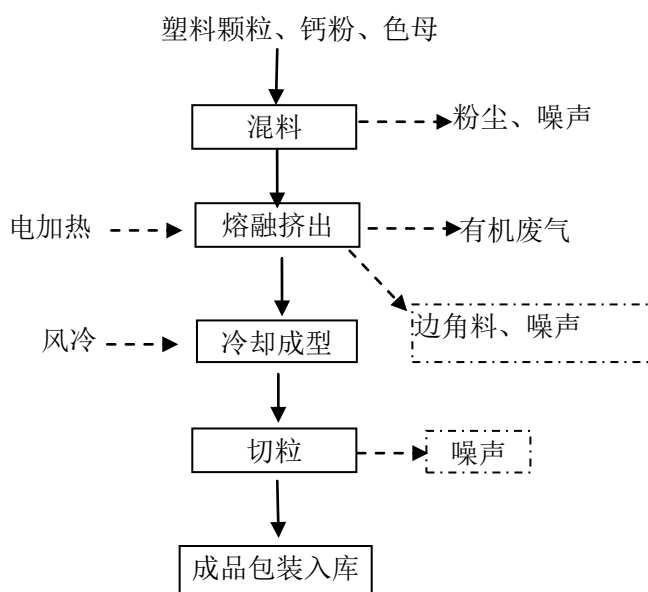 塑料颗粒、钙粉、色母
混料
粉尘、噪声
电加热
熔融挤出
有机废气
边角料、噪声
风冷
冷却成型
切粒
噪声
成品包装入库